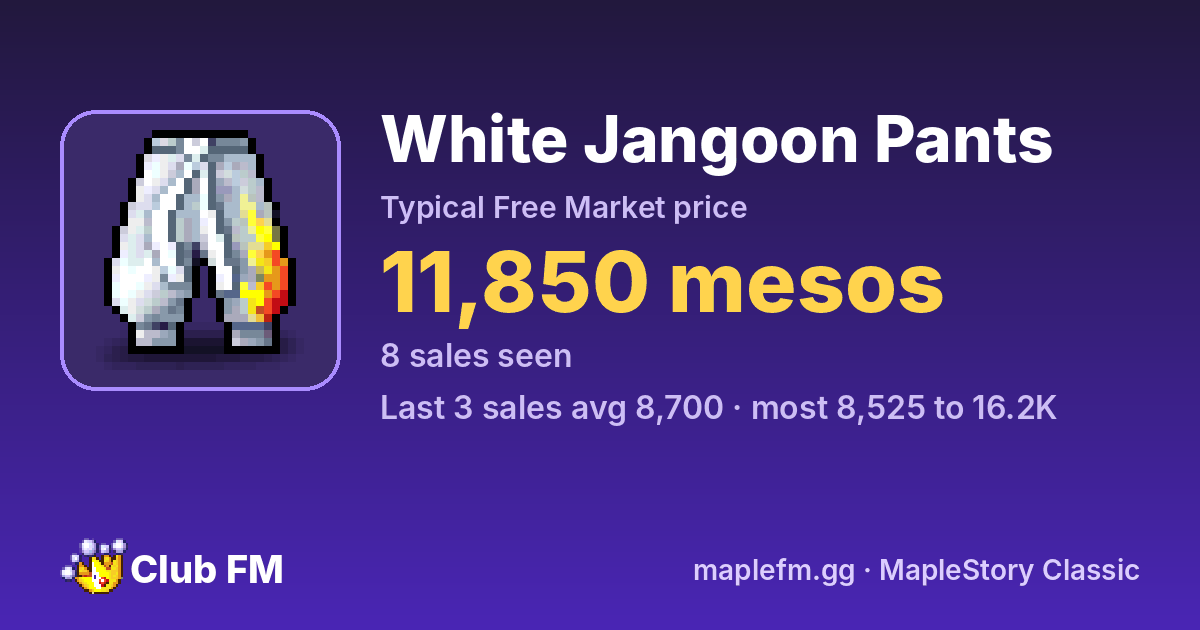 White Jangoon Pants
Typical Free Market price
11,850 mesos
8 sales seen
Last 3 sales avg 8,700 · most 8,525 to 16.2K
Club FM
maplefm.gg · MapleStory Classic